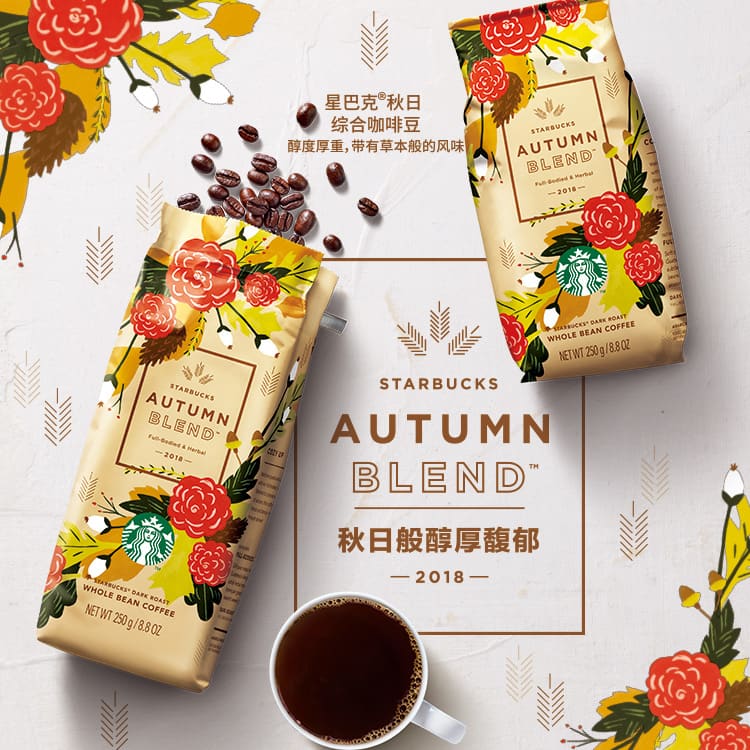 星巴克®秋日
综合咖啡豆
醇度厚重，带有草本般的风味
STARBUCKS
AUTUMN
BLEND™
Full-Bodied & Herbal
2018
STARBUCKS® DARK ROAST
WHOLE BEAN COFFEE
NET WT 250 g / 8.8 OZ
STARBUCKS
AUTUMN
BLEND™
秋日般醇厚馥郁
2018
STARBUCKS
AUTUMN
BLEND™
Full-Bodied & Herbal
2018
COZY UP
STARBUCKS® DARK ROAST
WHOLE BEAN COFFEE
NET WT 250 g / 8.8 OZ